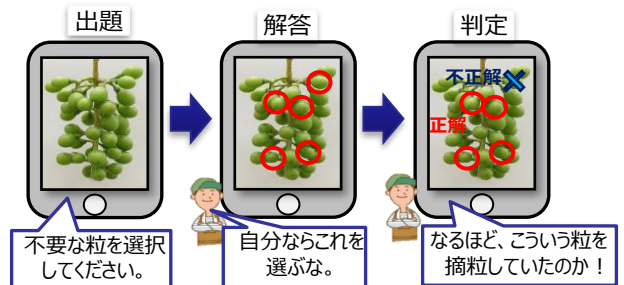 出題
不要な粒を選択
してください。
解答
自分ならこれを
選ぶな。
判定
不正解
正解
なるほど、こういう粒を
摘粒していたのか！